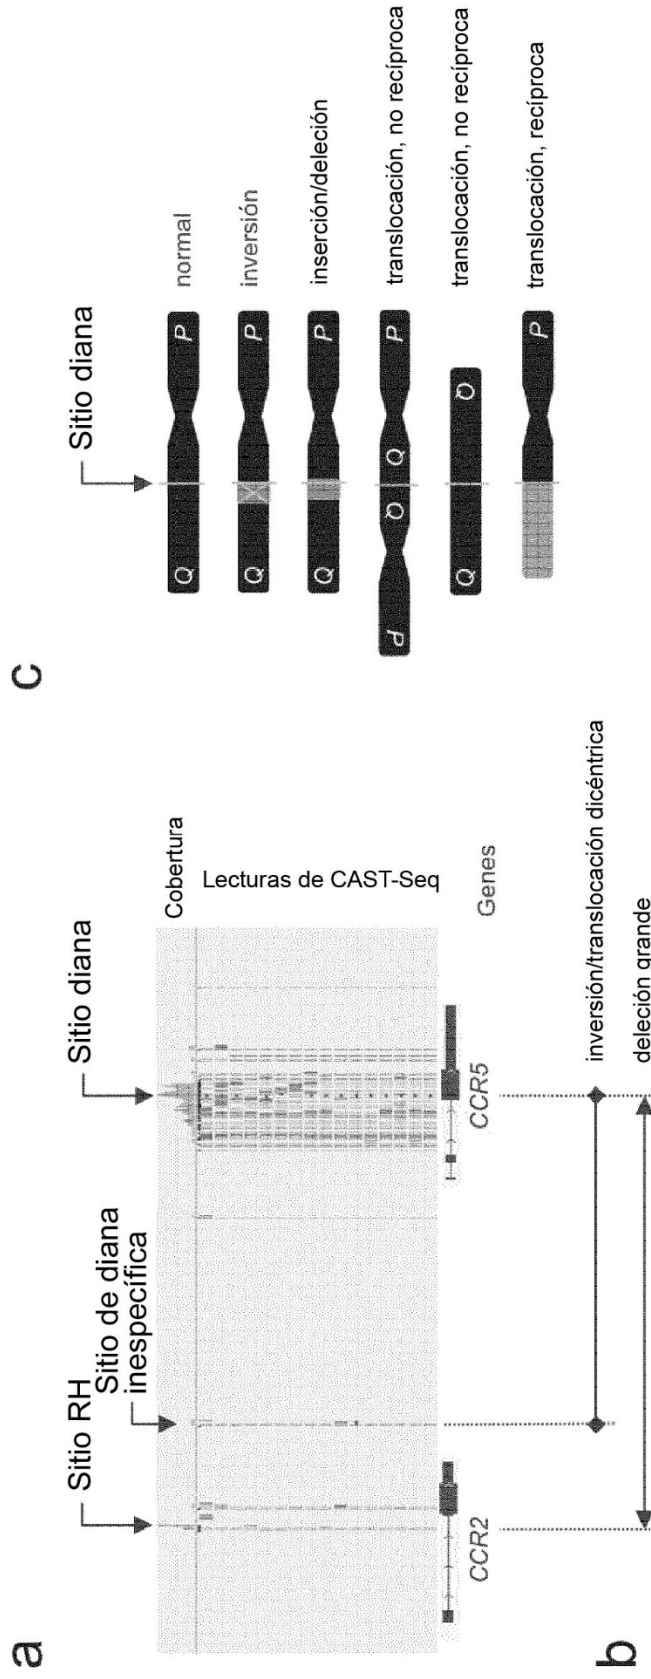 a
Sitio RH
Sitio de diana
inespecífica
Sitio diana
Cobertura
Lecturas de CAST-Seq
Genes
CCR2
CCR5
b
inversión/translocación dicéntrica
deleción grande
c
Sitio diana
Q P normal
Q P inversión
Q P inserción/deleción
P Q Q P translocación, no recíproca
Q Q translocación, no recíproca
P translocación, recíproca